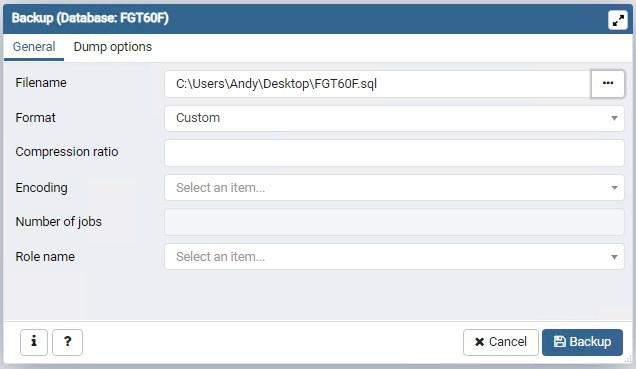 Backup (Database: FGT60F)
General Dump options
Filename C:\Users\Andy\Desktop\FGT60F.sql ...
Format Custom
Compression ratio
Encoding Select an item...
Number of jobs
Role name Select an item...
i ? Cancel Backup